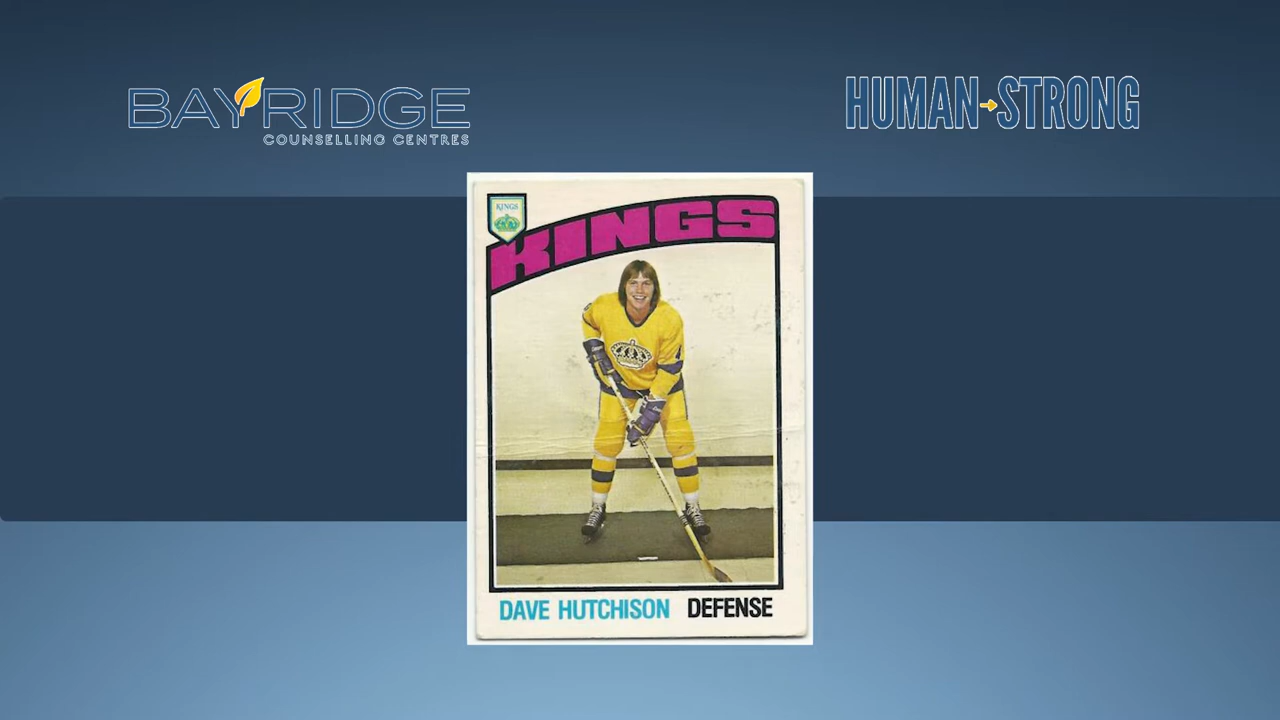 BAYRIDGE
COUNSELLING CENTRES
HUMAN STRONG
KINGS
KINGS
DAVE HUTCHISON DEFENSE